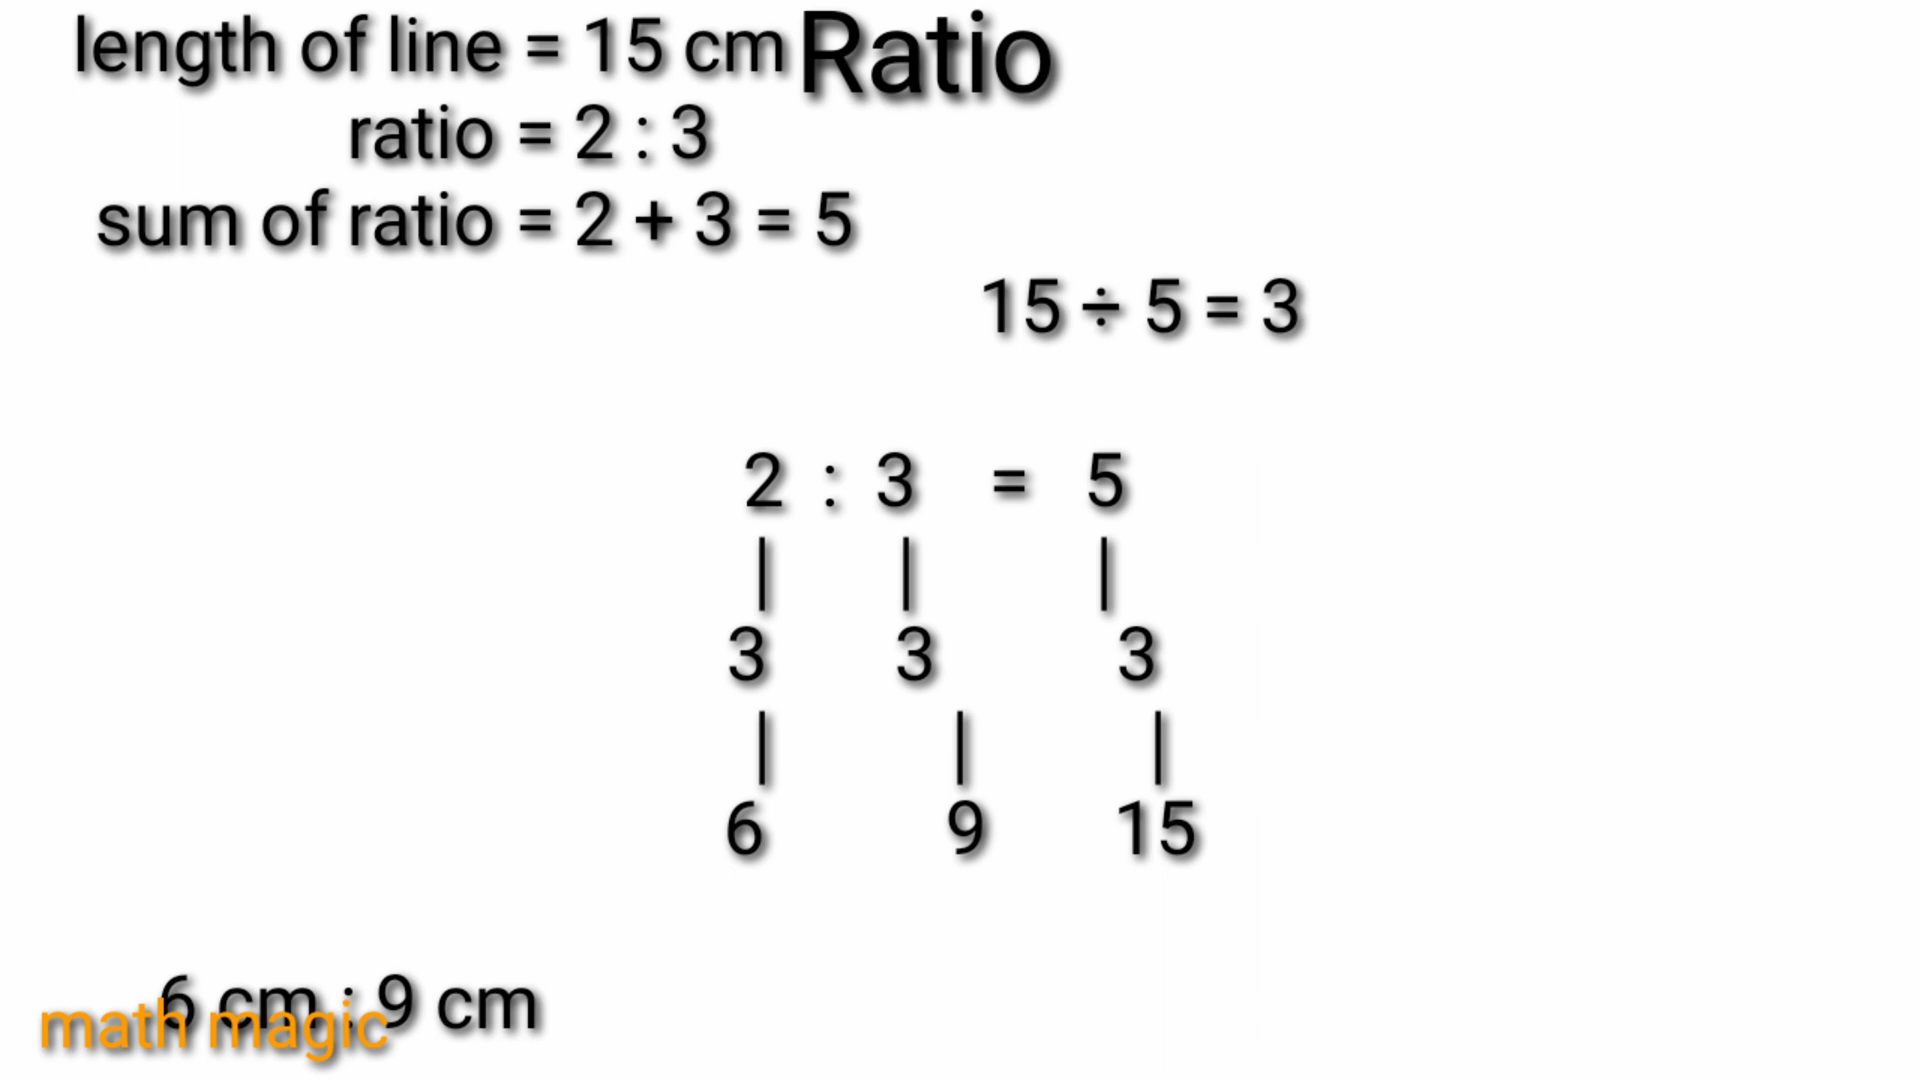 length of line = 15 cm Ratio
ratio = 2 : 3
sum of ratio = 2 + 3 = 5
15 ÷ 5 = 3
2 : 3 = 5
| | |
3 3 3
| | |
6 9 15
6 cm : 9 cm
math magic